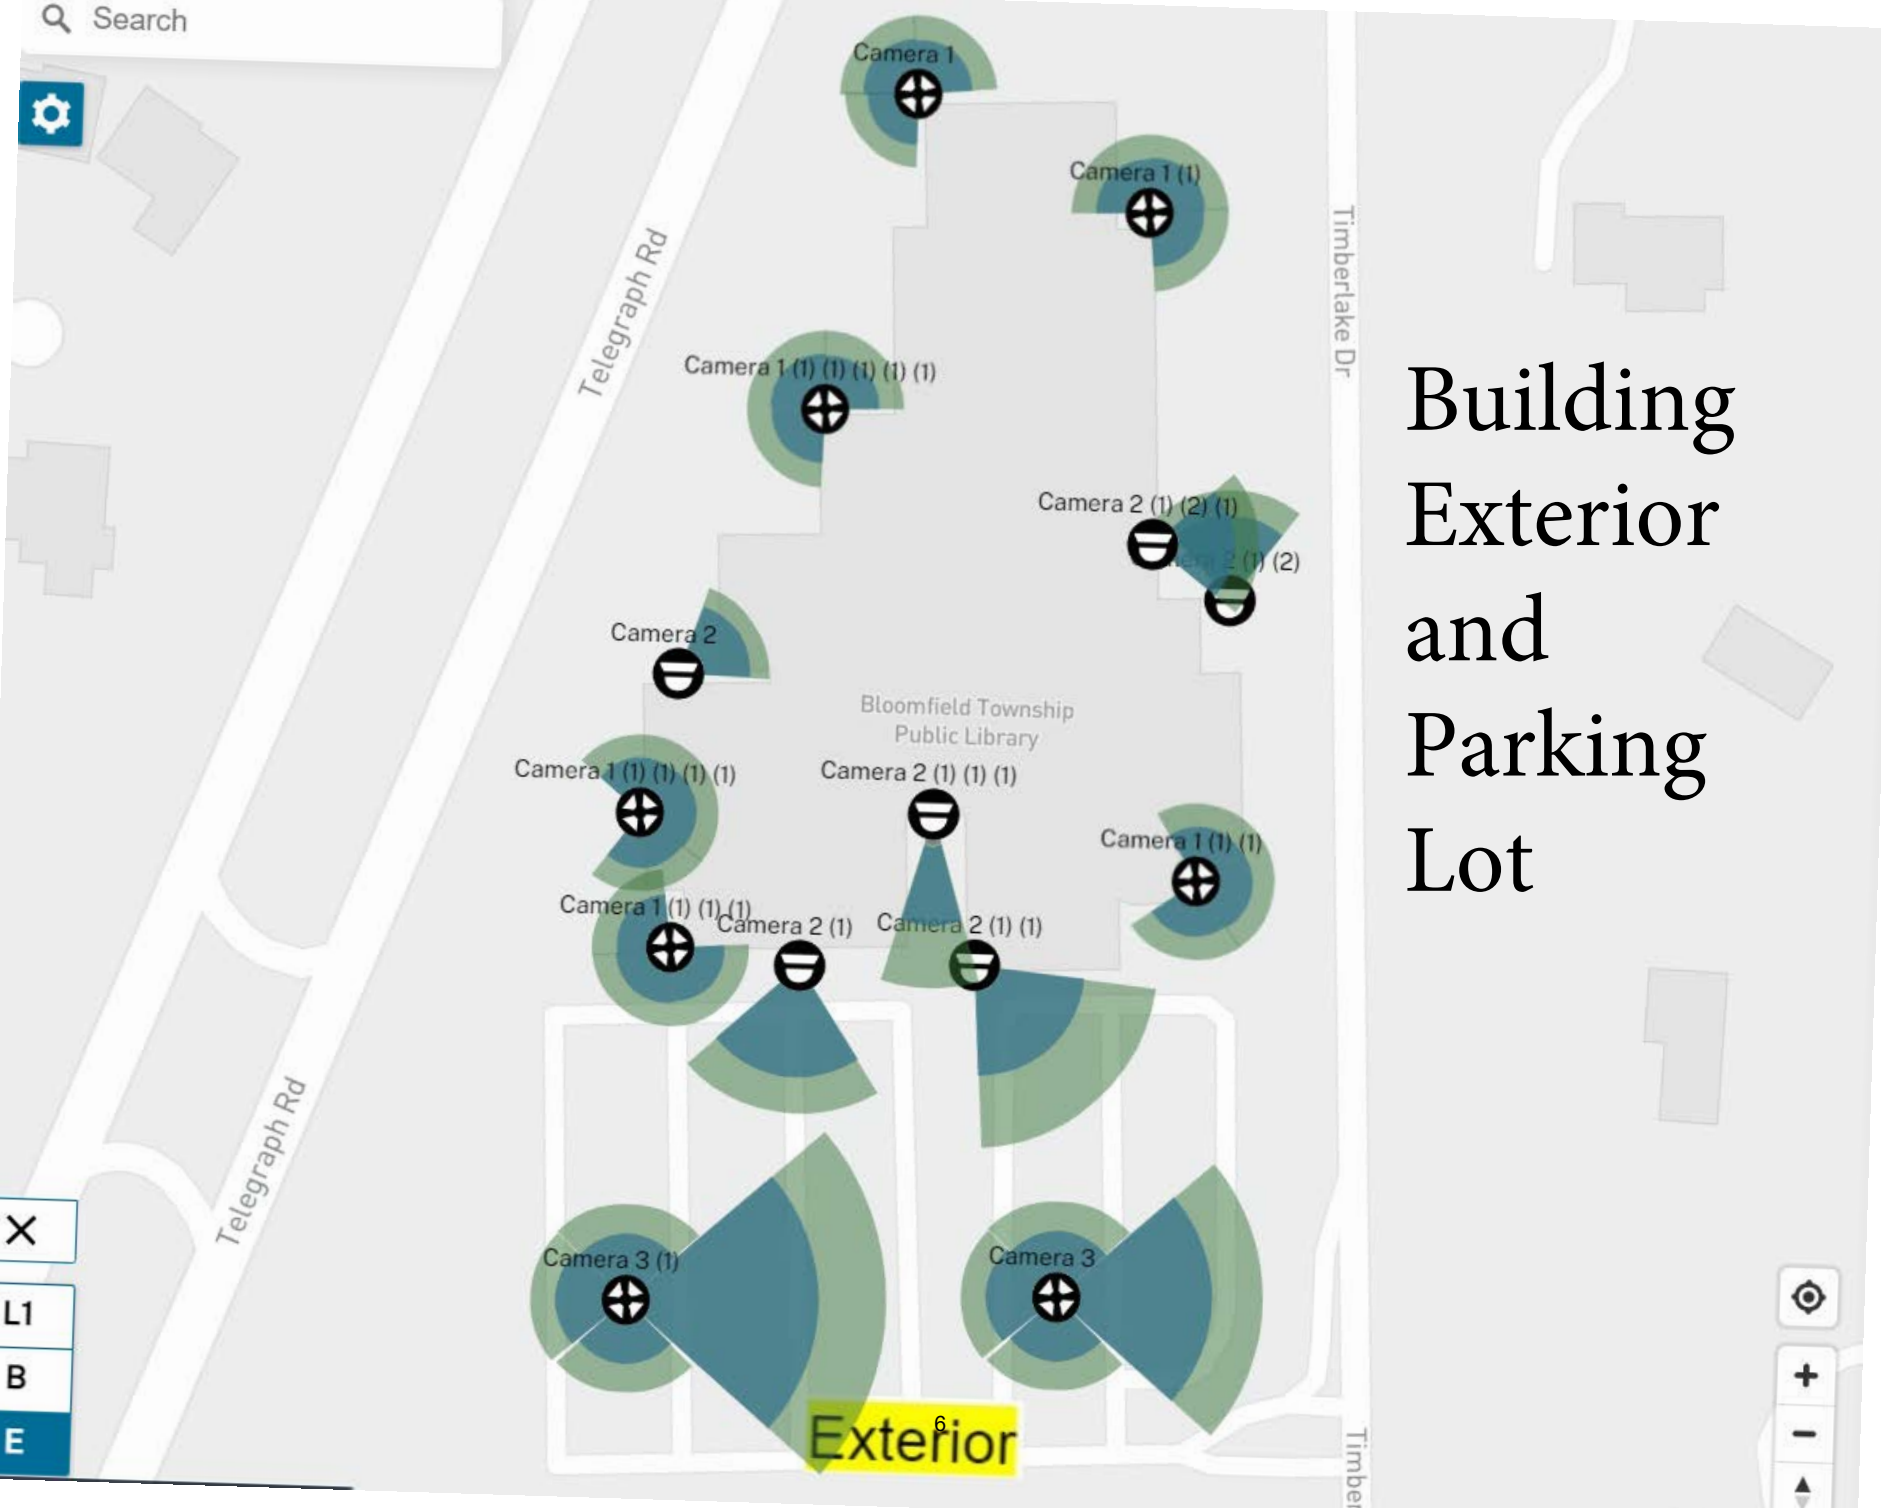 Search
Camera 1
Camera 1 (1)
Telegraph Rd
Timberlake Dr
Camera 1 (1) (1) (1) (1) (1)
Building
Exterior
and
Parking
Lot
Camera 2 (1) (2) (1)
2 (1) (2)
Camera 2
Bloomfield Township
Public Library
Camera 1 (1) (1) (1) (1)
Camera 2 (1) (1) (1)
Camera 1 (1) (1)
Camera 1 (1) (1) (1)
Camera 2 (1)
Camera 2 (1) (1)
Telegraph Rd
Camera 3 (1)
Camera 3
L1
B
E
Exterior
6
Timber